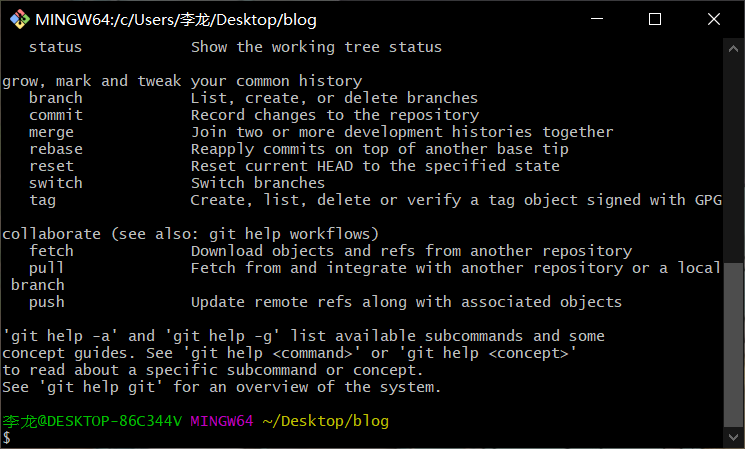 MINGW64:/c/Users/李龙/Desktop/blog
status Show the working tree status
grow, mark and tweak your common history
branch List, create, or delete branches
commit Record changes to the repository
merge Join two or more development histories together
rebase Reapply commits on top of another base tip
reset Reset current HEAD to the specified state
switch Switch branches
tag Create, list, delete or verify a tag object signed with GPG
collaborate (see also: git help workflows)
fetch Download objects and refs from another repository
pull Fetch from and integrate with another repository or a local
branch
push Update remote refs along with associated objects
'git help -a' and 'git help -g' list available subcommands and some
concept guides. See 'git help <command>' or 'git help <concept>'
to read about a specific subcommand or concept.
See 'git help git' for an overview of the system.
李龙@DESKTOP-86C344V MINGW64 ~/Desktop/blog
$